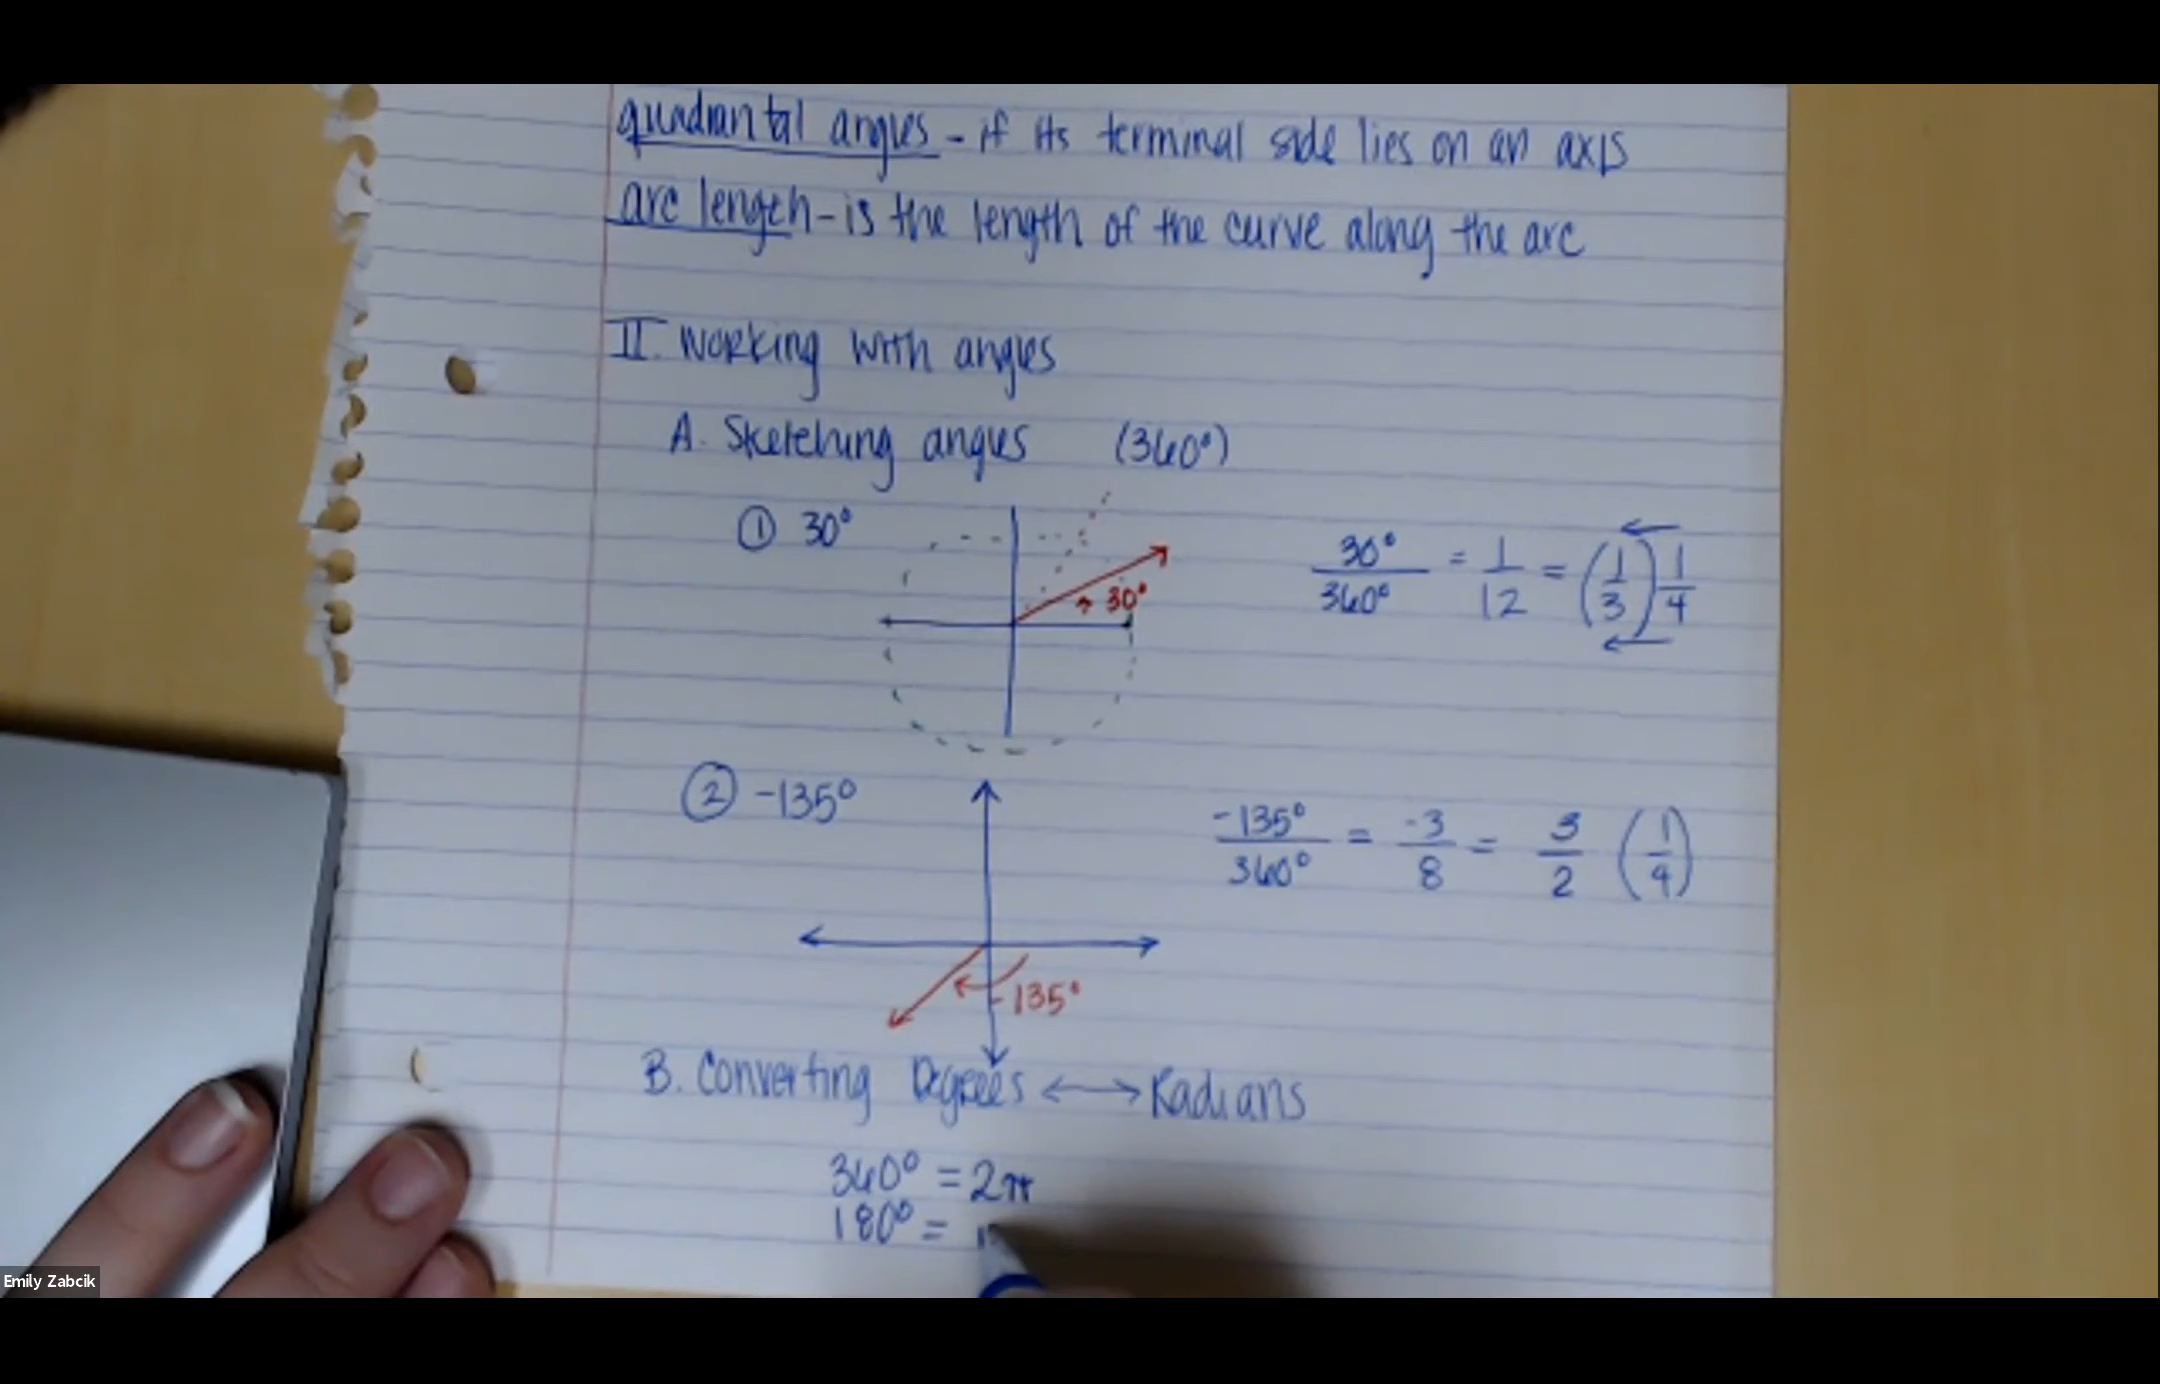 quadrantal angles - if its terminal side lies on an axis
arc length - is the length of the curve along the arc
II. Working with angles
A. Sketching angles (360°)
① 30°
30°
30° / 360° = 1/12 = (1/3) 1/4
② -135°
-135° / 360° = -3/8 = 3/2 (1/4)
-135°
B. Converting Degrees ↔ Radians
360° = 2π
180° =
Emily Zabcik